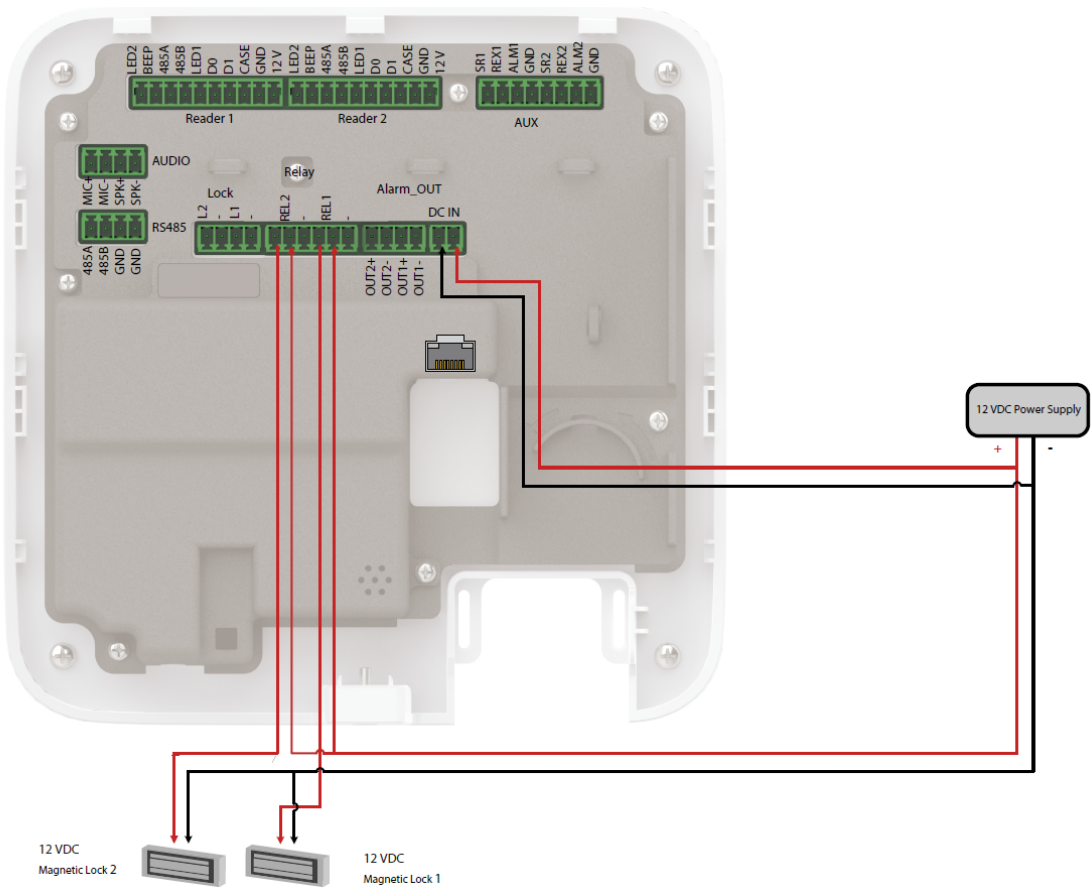 LED2
BEEP
485A
485B
LED1
D0
D1
CASE
GND
12 V
LED2
BEEP
485A
485B
LED1
D0
D1
CASE
GND
12 V
SR1
REX1
ALM1
GND
SR2
REX2
ALM2
GND
Reader 1
Reader 2
AUX
AUDIO
MIC+
MIC-
SPK+
SPK-
Relay
Lock
Alarm_OUT
L2
-
L1
-
REL2
-
REL1
-
DC IN
RS485
485A
485B
GND
GND
OUT2+
OUT2-
OUT1+
OUT1-
12 VDC Power Supply
+ -
12 VDC
Magnetic Lock 2
12 VDC
Magnetic Lock 1